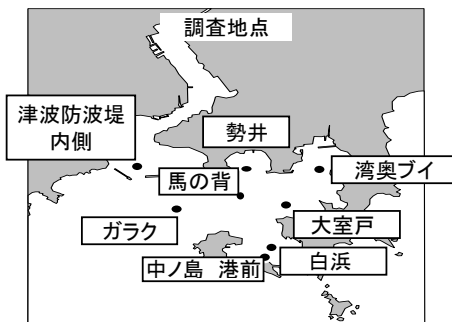 調査地点
津波防波堤
内側
勢井
馬の背
湾奥ブイ
ガラク
大室戸
中ノ島 港前
白浜